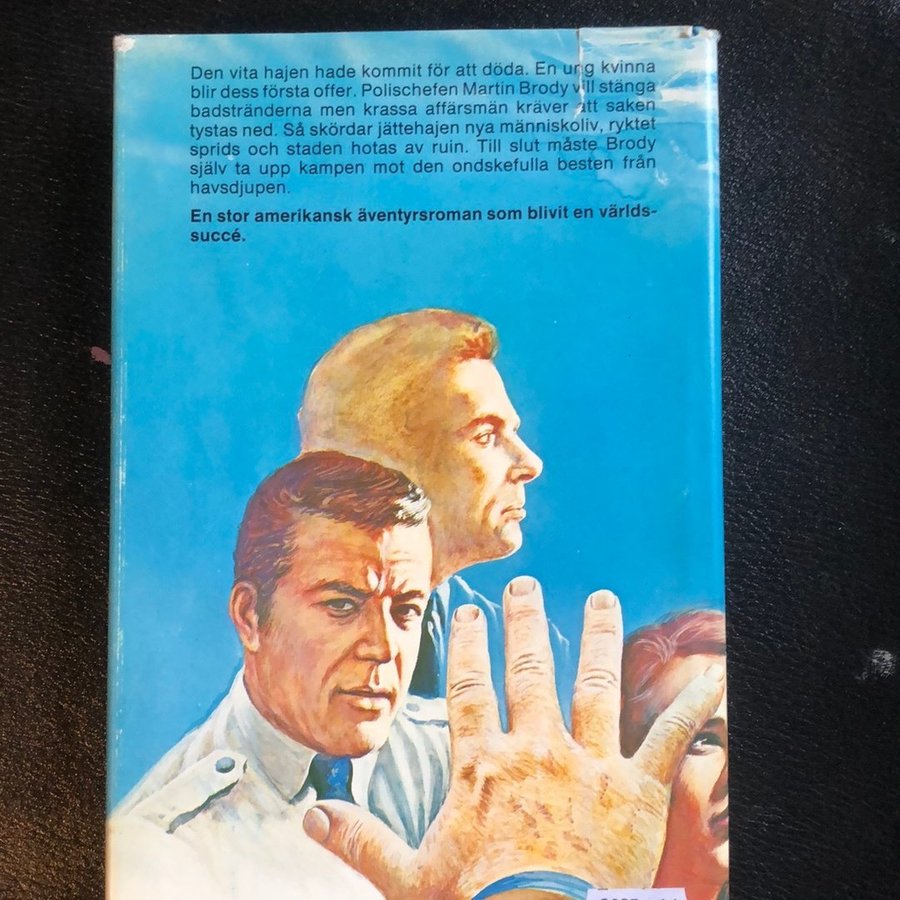 Den vita hajen hade kommit för att döda. En ung kvinna
blir dess första offer. Polischefen Martin Brody vill stänga
badstränderna men krassa affärsmän kräver att saken
tystas ned. Så skördar jättehajen nya människoliv, ryktet
sprids och staden hotas av ruin. Till slut måste Brody
själv ta upp kampen mot den ondskefulla besten från
havsdjupen.
En stor amerikansk äventyrsroman som blivit en världs-
succé.